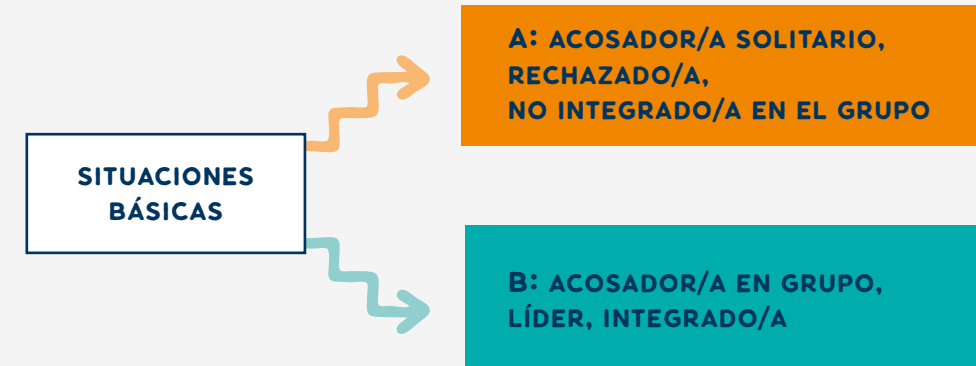 SITUACIONES
BÁSICAS
A: ACOSADOR/A SOLITARIO,
RECHAZADO/A,
NO INTEGRADO/A EN EL GRUPO
B: ACOSADOR/A EN GRUPO,
LÍDER, INTEGRADO/A